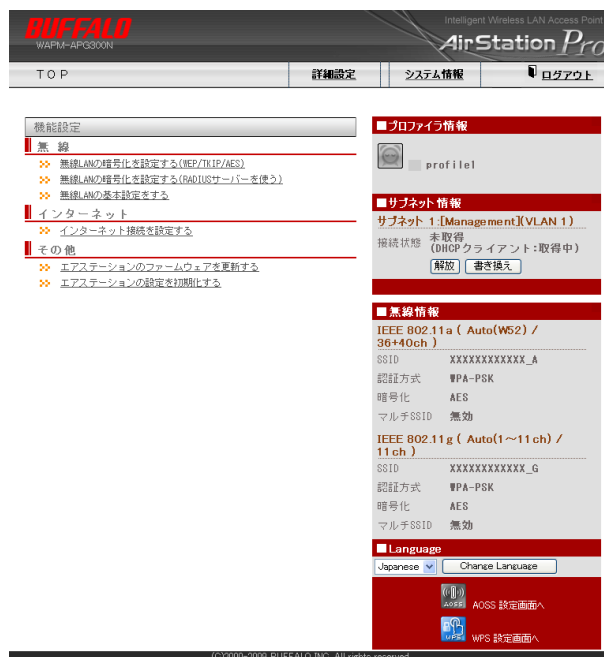 BUFFALO
WAPM-APG300N
Intelligent Wireless LAN Access Point
AirStation Pro
TOP
詳細設定
システム情報
ログアウト
機能設定
無 線
無線LANの暗号化を設定する(WEP/TKIP/AES)
無線LANの暗号化を設定する(RADIUSサーバーを使う)
無線LANの基本設定をする
インターネット
インターネット接続を設定する
その他
エアステーションのファームウェアを更新する
エアステーションの設定を初期化する
■プロファイラ情報
profile1
■サブネット情報
サブネット 1:[Management](VLAN 1)
接続状態 未取得
(DHCPクライアント:取得中)
解放 書き換え
■無線情報
IEEE 802.11a ( Auto(W52) /
36+40ch )
SSID XXXXXXXXXXXX_A
認証方式 WPA-PSK
暗号化 AES
マルチSSID 無効
IEEE 802.11g ( Auto(1～11ch) /
11ch )
SSID XXXXXXXXXXXX_G
認証方式 WPA-PSK
暗号化 AES
マルチSSID 無効
■Language
Japanese Change Language
AOSS AOSS 設定画面へ
WPS WPS 設定画面へ
(C)2000-2009 BUFFALO INC. All rights reserved.